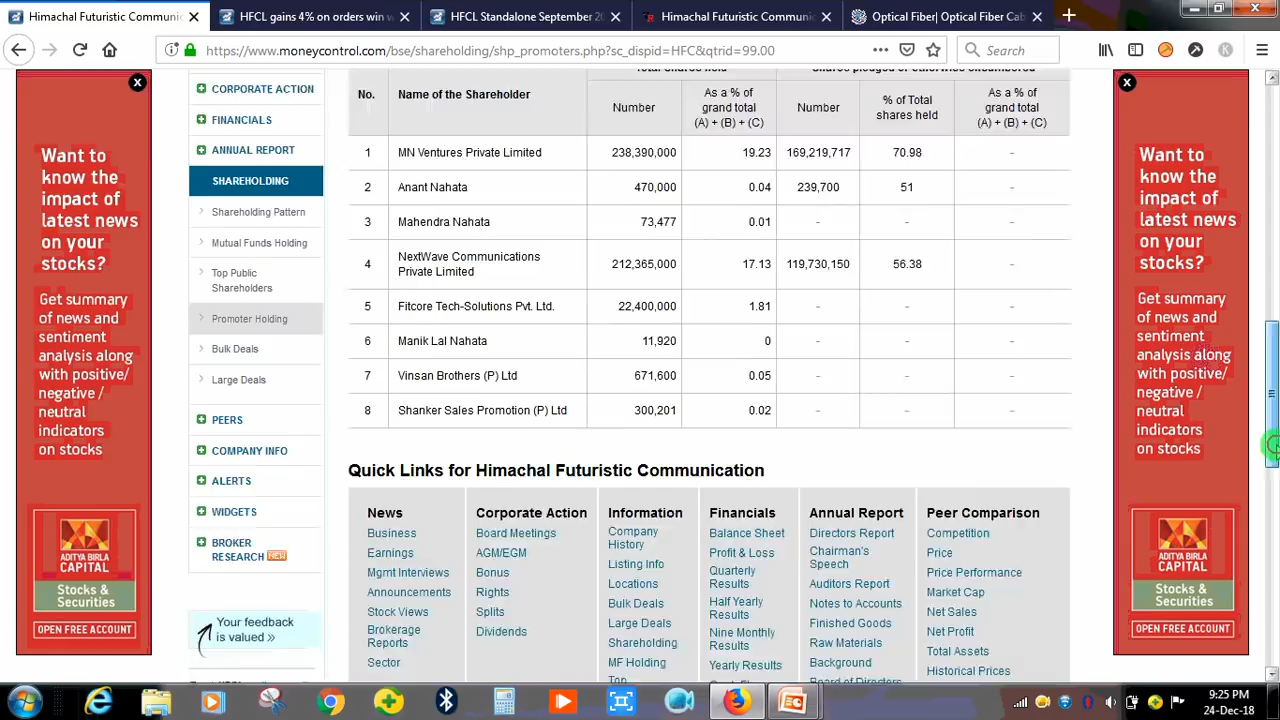 Himachal Futuristic Communic
HFCL gains 4% on orders win w
HFCL Standalone September 20
Himachal Futuristic Communic
Optical Fiber| Optical Fiber Cab
https://www.moneycontrol.com/bse/shareholding/shp_promoters.php?sc_dispid=HFC&qtrid=99.00
Search
Want to
know the
impact of
latest news
on your
stocks?
Get summary
of news and
sentiment
analysis along
with positive/
negative /
neutral
indicators
on stocks
ADITYA BIRLA
CAPITAL
Stocks &
Securities
OPEN FREE ACCOUNT
CORPORATE ACTION
FINANCIALS
ANNUAL REPORT
SHAREHOLDING
Shareholding Pattern
Mutual Funds Holding
Top Public
Shareholders
Promoter Holding
Bulk Deals
Large Deals
PEERS
COMPANY INFO
ALERTS
WIDGETS
BROKER
RESEARCH NEW
Your feedback
is valued »
No. Name of the Shareholder Number As a % of grand total (A) + (B) + (C) Number % of Total shares held As a % of grand total (A) + (B) + (C)
1 MN Ventures Private Limited 238,390,000 19.23 169,219,717 70.98 -
2 Anant Nahata 470,000 0.04 239,700 51 -
3 Mahendra Nahata 73,477 0.01 - - -
4 NextWave Communications Private Limited 212,365,000 17.13 119,730,150 56.38 -
5 Fitcore Tech-Solutions Pvt. Ltd. 22,400,000 1.81 - - -
6 Manik Lal Nahata 11,920 0 - - -
7 Vinsan Brothers (P) Ltd 671,600 0.05 - - -
8 Shanker Sales Promotion (P) Ltd 300,201 0.02 - - -
Quick Links for Himachal Futuristic Communication
News
Business
Earnings
Mgmt Interviews
Announcements
Stock Views
Brokerage
Reports
Sector
Corporate Action
Board Meetings
AGM/EGM
Bonus
Rights
Splits
Dividends
Information
Company
History
Listing Info
Locations
Bulk Deals
Large Deals
Shareholding
MF Holding
Top
Financials
Balance Sheet
Profit & Loss
Quarterly
Results
Half Yearly
Results
Nine Monthly
Results
Yearly Results
Annual Report
Directors Report
Chairman's
Speech
Auditors Report
Notes to Accounts
Finished Goods
Raw Materials
Background
Board of Directors
Peer Comparison
Competition
Price
Price Performance
Market Cap
Net Sales
Net Profit
Total Assets
Historical Prices
Want to
know the
impact of
latest news
on your
stocks?
Get summary
of news and
sentiment
analysis along
with positive/
negative /
neutral
indicators
on stocks
ADITYA BIRLA
CAPITAL
Stocks &
Securities
OPEN FREE ACCOUNT
9:25 PM
24-Dec-18